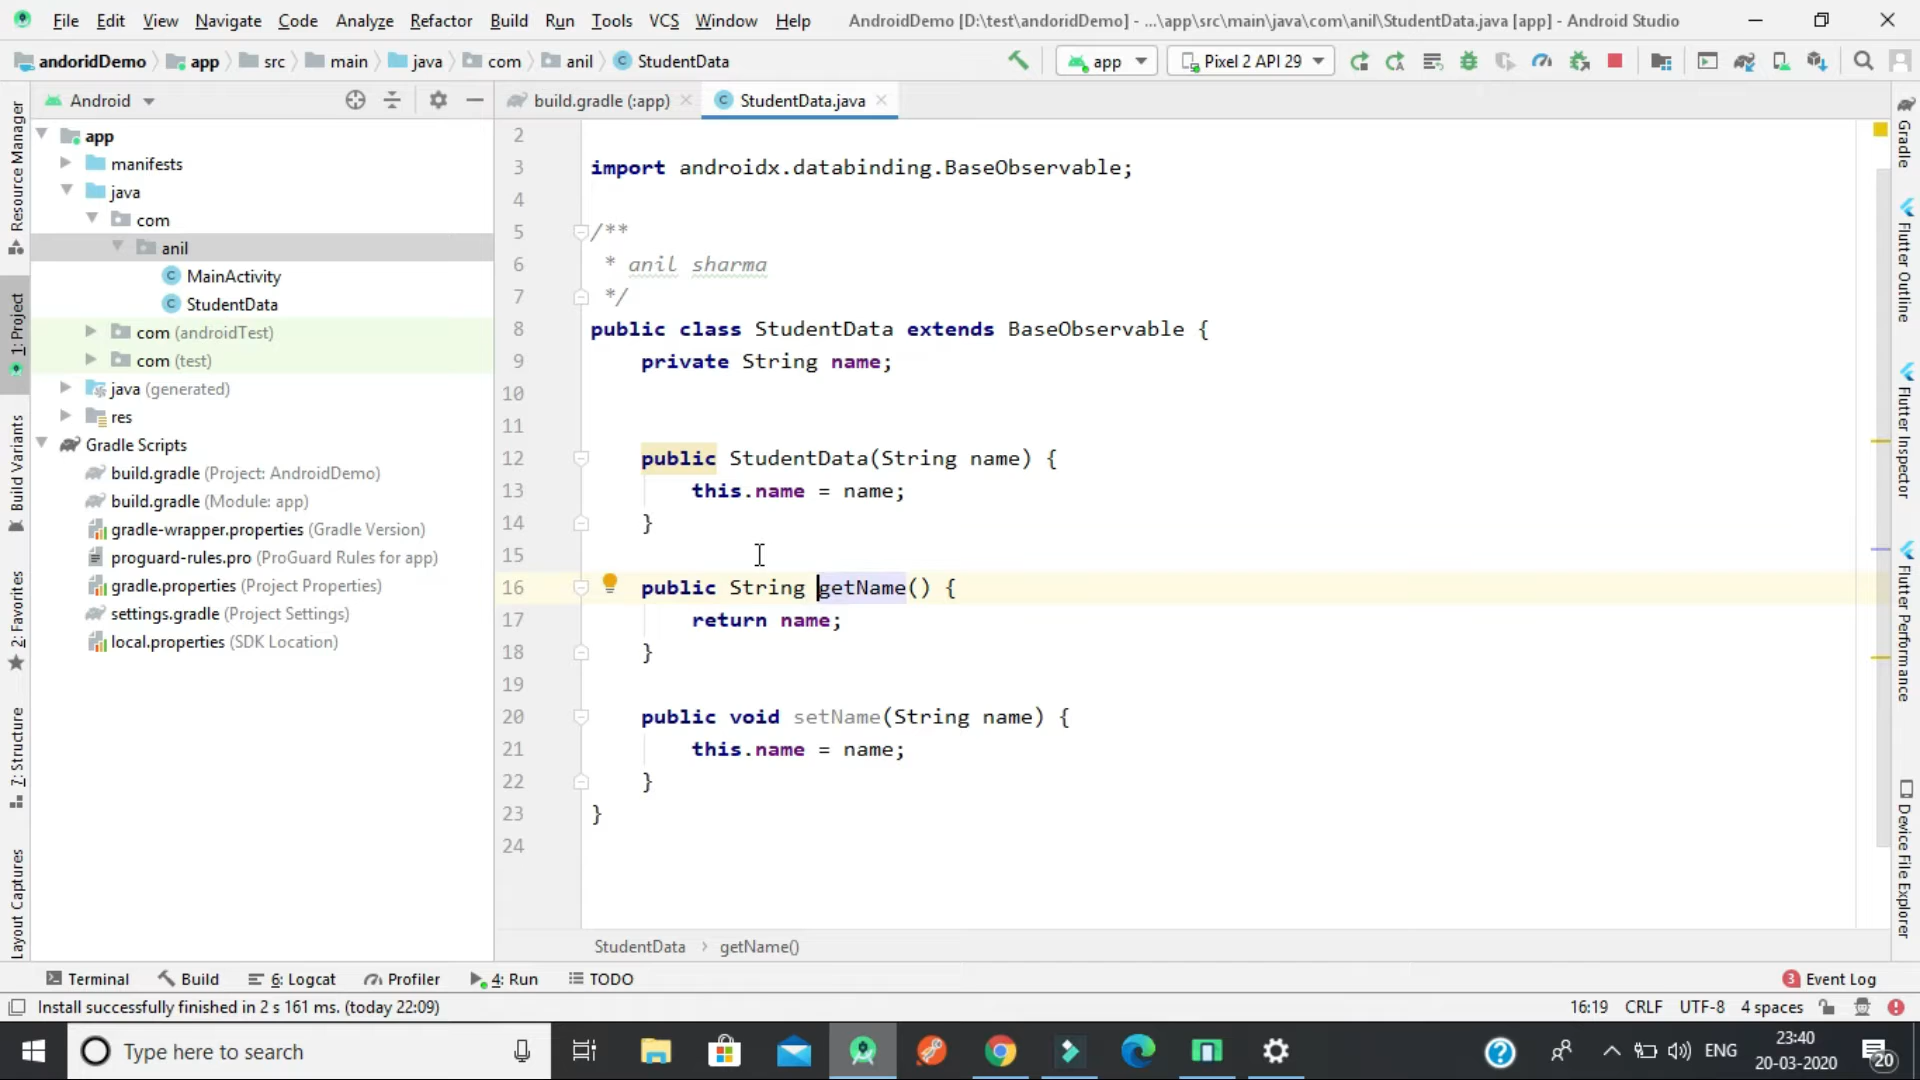 File Edit View Navigate Code Analyze Refactor Build Run Tools VCS Window Help AndroidDemo [D:\test\andoridDemo] - ...\app\src\main\java\com\anil\StudentData.java [app] - Android Studio
andoridDemo app src main java com anil StudentData app Pixel 2 API 29
Android build.gradle (:app) StudentData.java
app
manifests
java
com
anil
MainActivity
StudentData
com (androidTest)
com (test)
java (generated)
res
Gradle Scripts
build.gradle (Project: AndroidDemo)
build.gradle (Module: app)
gradle-wrapper.properties (Gradle Version)
proguard-rules.pro (ProGuard Rules for app)
gradle.properties (Project Properties)
settings.gradle (Project Settings)
local.properties (SDK Location)
Resource Manager
1: Project
Build Variants
2: Favorites
7: Structure
Layout Captures
2
3 import androidx.databinding.BaseObservable;
4
5 /**
6 * anil sharma
7 */
8 public class StudentData extends BaseObservable {
9 private String name;
10
11
12 public StudentData(String name) {
13 this.name = name;
14 }
15
16 public String getName() {
17 return name;
18 }
19
20 public void setName(String name) {
21 this.name = name;
22 }
23 }
24
StudentData getName()
Gradle
Flutter Outline
Flutter Inspector
Flutter Performance
Device File Explorer
Terminal Build 6: Logcat Profiler 4: Run TODO 3 Event Log
Install successfully finished in 2 s 161 ms. (today 22:09) 16:19 CRLF UTF-8 4 spaces
Type here to search ENG 23:40
20-03-2020 20